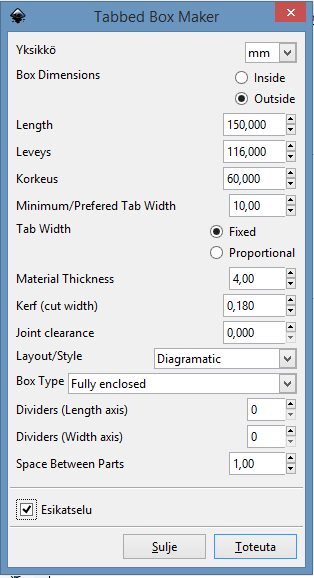 Tabbed Box Maker
Yksikkö mm
Box Dimensions Inside
Outside
Length 150,000
Leveys 116,000
Korkeus 60,000
Minimum/Prefered Tab Width 10,00
Tab Width Fixed
Proportional
Material Thickness 4,00
Kerf (cut width) 0,180
Joint clearance 0,000
Layout/Style Diagramatic
Box Type Fully enclosed
Dividers (Length axis) 0
Dividers (Width axis) 0
Space Between Parts 1,00
Esikatselu
Sulje Toteuta